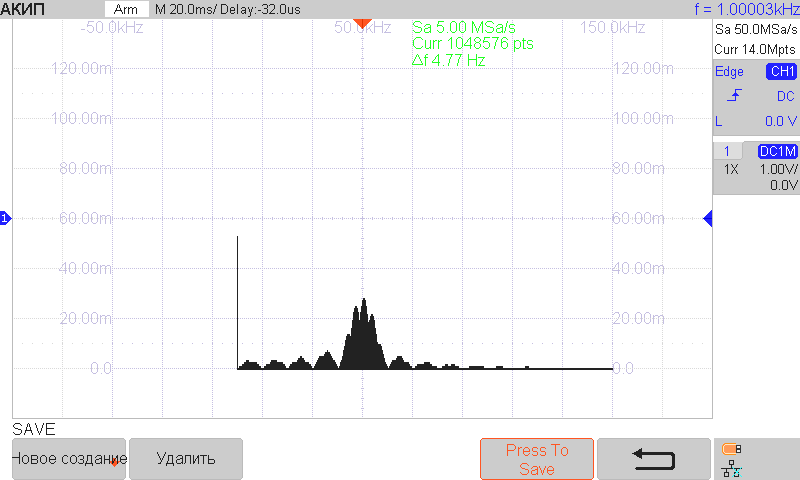 АКИП Arm M 20.0ms/ Delay:-32.0us f = 1.00003kHz
-50.0kHz 50.0kHz 150.0kHz
Sa 5.00 MSa/s
Curr 1048576 pts
Δf 4.77 Hz
Sa 50.0MSa/s
Curr 14.0Mpts
Edge CH1
DC
L 0.0 V
1 DC1M
1X 1.00V/
0.0V
120.00m 120.00m
100.00m 100.00m
80.00m 80.00m
1 60.00m 60.00m
40.00m 40.00m
20.00m 20.00m
0.0 0.0
SAVE
Новое создание Удалить Press To
Save